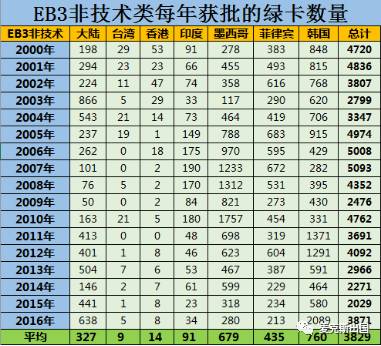 EB3非技术类每年获批的绿卡数量
EB3非技术 大陆 台湾 香港 印度 墨西哥 菲律宾 韩国 总计
2000年 198 29 53 91 278 383 848 4720
2001年 294 23 23 66 455 493 815 4836
2002年 224 11 47 74 358 616 768 3807
2003年 866 5 29 33 117 290 620 2799
2004年 543 21 14 73 464 419 706 3347
2005年 237 19 1 149 788 683 915 4974
2006年 262 0 18 175 970 595 429 5008
2007年 101 0 2 190 1233 672 282 5093
2008年 76 5 2 170 1312 531 395 4352
2009年 50 0 2 84 821 273 430 2476
2010年 163 21 5 180 1757 454 331 4762
2011年 413 0 0 48 698 319 1371 3691
2012年 401 1 8 46 623 604 1291 4092
2013年 504 7 6 53 467 387 591 2966
2014年 146 2 7 61 599 224 464 2271
2015年 441 1 8 23 318 234 580 2029
2016年 638 5 8 34 280 213 2089 3871
平均 327 9 14 91 679 435 760 3829
麦克斯出国